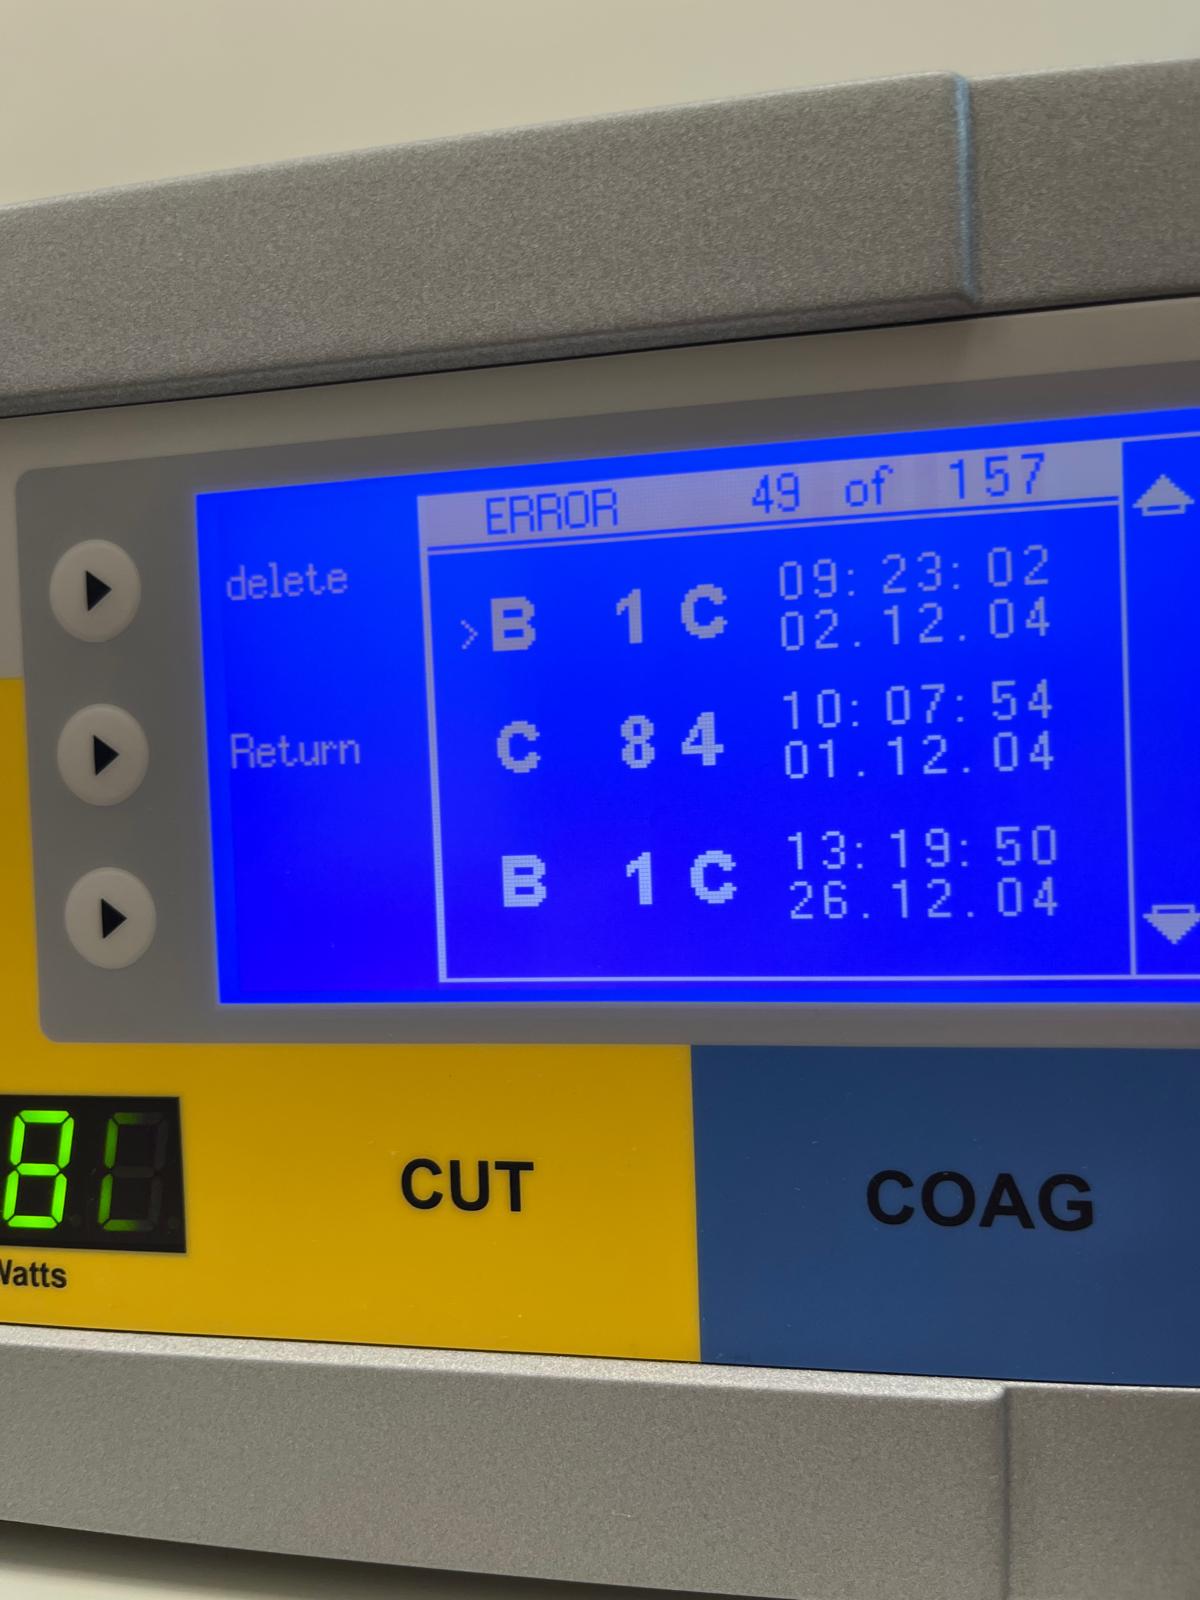 ERROR 49 of 157
delete
>B 1C 09:23:02
02.12.04
Return
C 84 10:07:54
01.12.04
B 1C 13:19:50
26.12.04
CUT
COAG
Watts